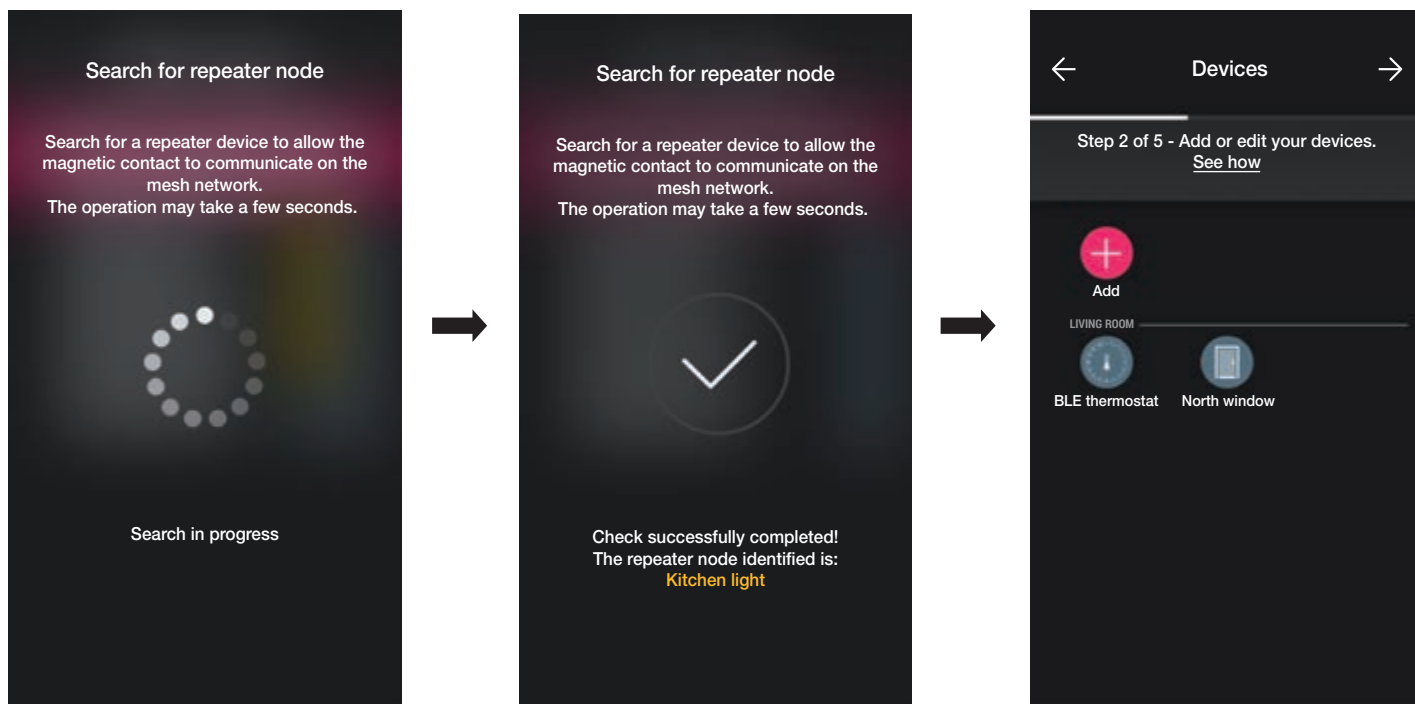 Search for repeater node
Search for a repeater device to allow the
magnetic contact to communicate on the
mesh network.
The operation may take a few seconds.
Search in progress
Search for repeater node
Search for a repeater device to allow the
magnetic contact to communicate on the
mesh network.
The operation may take a few seconds.
Check successfully completed!
The repeater node identified is:
Kitchen light
Devices
Step 2 of 5 - Add or edit your devices.
See how
Add
LIVING ROOM
BLE thermostat North window